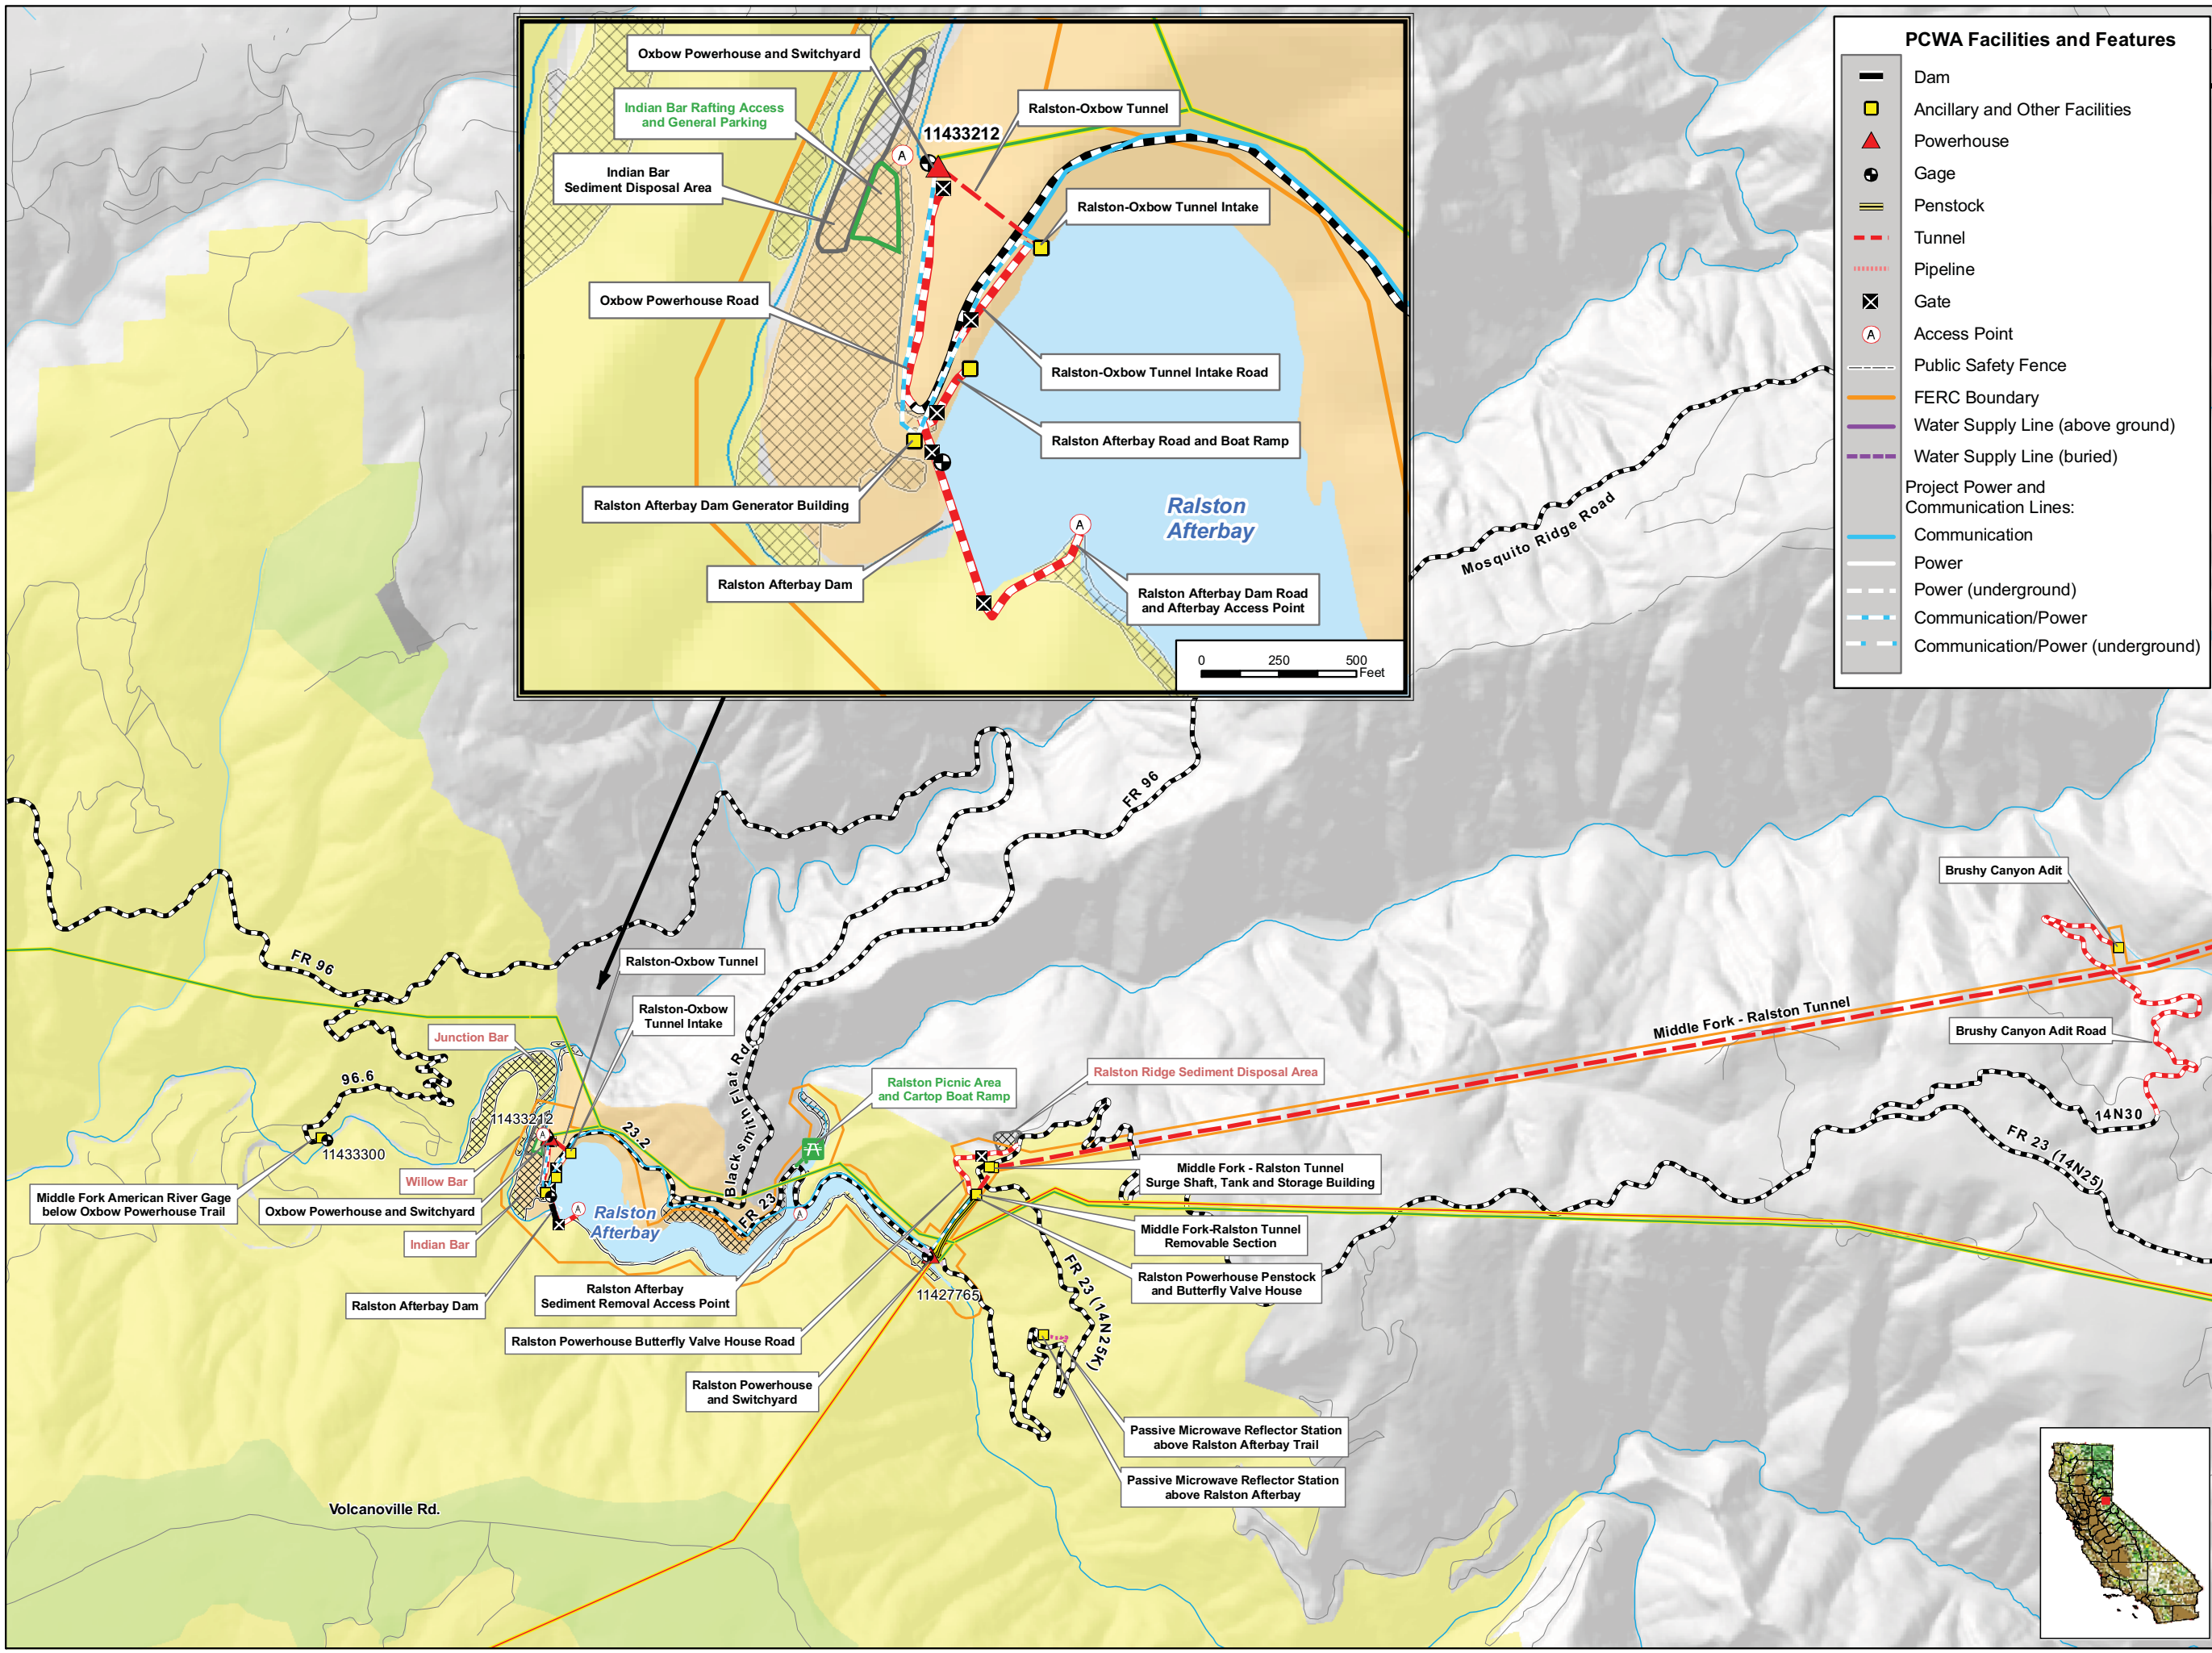 Oxbow Powerhouse and Switchyard
Indian Bar Rafting Access
and General Parking
Indian Bar
Sediment Disposal Area
11433212
A
Ralston-Oxbow Tunnel
Ralston-Oxbow Tunnel Intake
Oxbow Powerhouse Road
Ralston-Oxbow Tunnel Intake Road
Ralston Afterbay Road and Boat Ramp
Ralston Afterbay Dam Generator Building
Ralston
Afterbay
A
Ralston Afterbay Dam
Ralston Afterbay Dam Road
and Afterbay Access Point
0 250 500
Feet
PCWA Facilities and Features
Dam
Ancillary and Other Facilities
Powerhouse
Gage
Penstock
Tunnel
Pipeline
Gate
A Access Point
Public Safety Fence
FERC Boundary
Water Supply Line (above ground)
Water Supply Line (buried)
Project Power and
Communication Lines:
Communication
Power
Power (underground)
Communication/Power
Communication/Power (underground)
Mosquito Ridge Road
FR 96
FR 96
Brushy Canyon Adit
Ralston-Oxbow Tunnel
Ralston-Oxbow
Tunnel Intake
Junction Bar
Middle Fork - Ralston Tunnel
Brushy Canyon Adit Road
96.6
Blacksmith Flat Rd.
Ralston Picnic Area
and Cartop Boat Ramp
Ralston Ridge Sediment Disposal Area
14N30
11433212
A
23.2
FR 23 (14N25)
11433300
Willow Bar
Middle Fork - Ralston Tunnel
Surge Shaft, Tank and Storage Building
Middle Fork American River Gage
below Oxbow Powerhouse Trail
Oxbow Powerhouse and Switchyard
A
Ralston
Afterbay
FR 23
A
Indian Bar
Middle Fork-Ralston Tunnel
Removable Section
Ralston Powerhouse Penstock
and Butterfly Valve House
Ralston Afterbay
Sediment Removal Access Point
11427765
FR 23 (14N25K)
Ralston Afterbay Dam
Ralston Powerhouse Butterfly Valve House Road
Ralston Powerhouse
and Switchyard
Passive Microwave Reflector Station
above Ralston Afterbay Trail
Passive Microwave Reflector Station
above Ralston Afterbay
Volcanoville Rd.